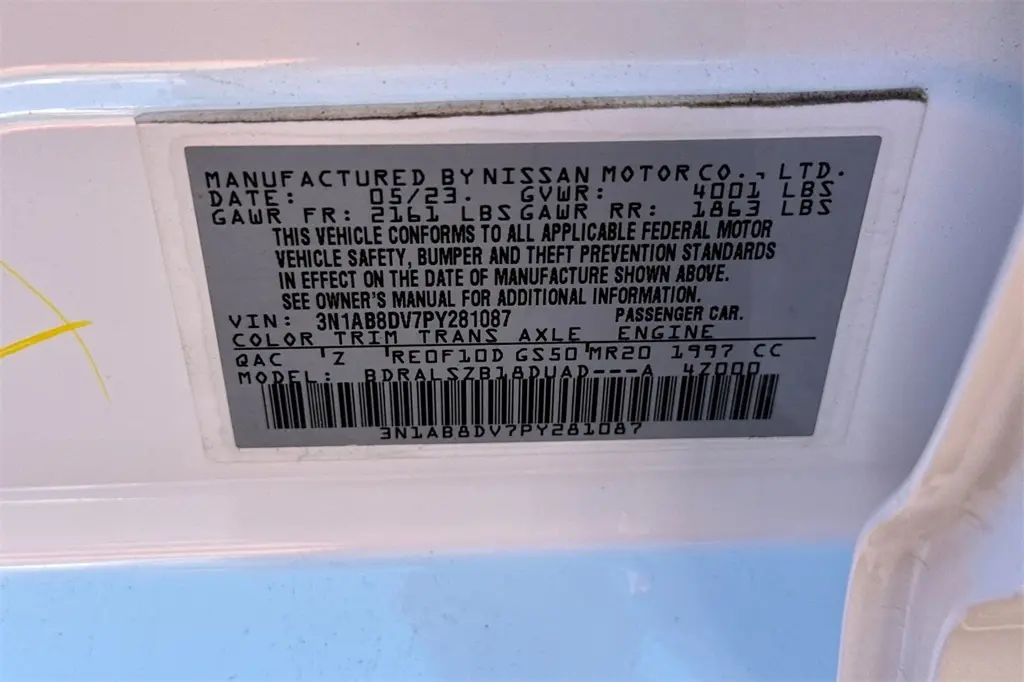 MANUFACTURED BY NISSAN MOTOR CO., LTD.
DATE: 05/23. GVWR: 4001 LBS
GAWR FR: 2161 LBS GAWR RR: 1863 LBS
THIS VEHICLE CONFORMS TO ALL APPLICABLE FEDERAL MOTOR
VEHICLE SAFETY, BUMPER AND THEFT PREVENTION STANDARDS
IN EFFECT ON THE DATE OF MANUFACTURE SHOWN ABOVE.
SEE OWNER'S MANUAL FOR ADDITIONAL INFORMATION.
VIN: 3N1AB8DV7PY281087 PASSENGER CAR.
COLOR TRIM TRANS AXLE ENGINE
QAC 'Z RE0F10D GS50 MR20 1997 CC
MODEL: BDRALSZB18DUAD---A 4Z000
3N1AB8DV7PY281087